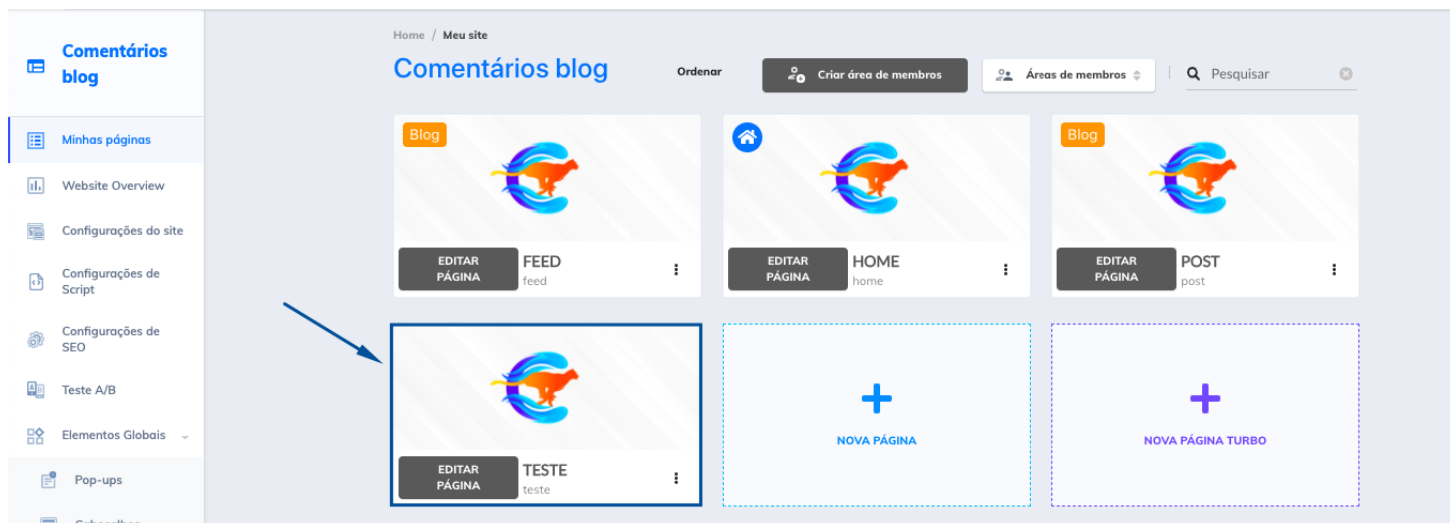 Comentários
blog
Minhas páginas
Website Overview
Configurações do site
Configurações de
Script
Configurações de
SEO
Teste A/B
Elementos Globais
Pop-ups
Cabeçalhos
Home / Meu site
Comentários blog
Ordenar
Criar área de membros
Áreas de membros
Pesquisar
Blog
EDITAR
PÁGINA
FEED
feed
EDITAR
PÁGINA
HOME
home
Blog
EDITAR
PÁGINA
POST
post
EDITAR
PÁGINA
TESTE
teste
NOVA PÁGINA
NOVA PÁGINA TURBO